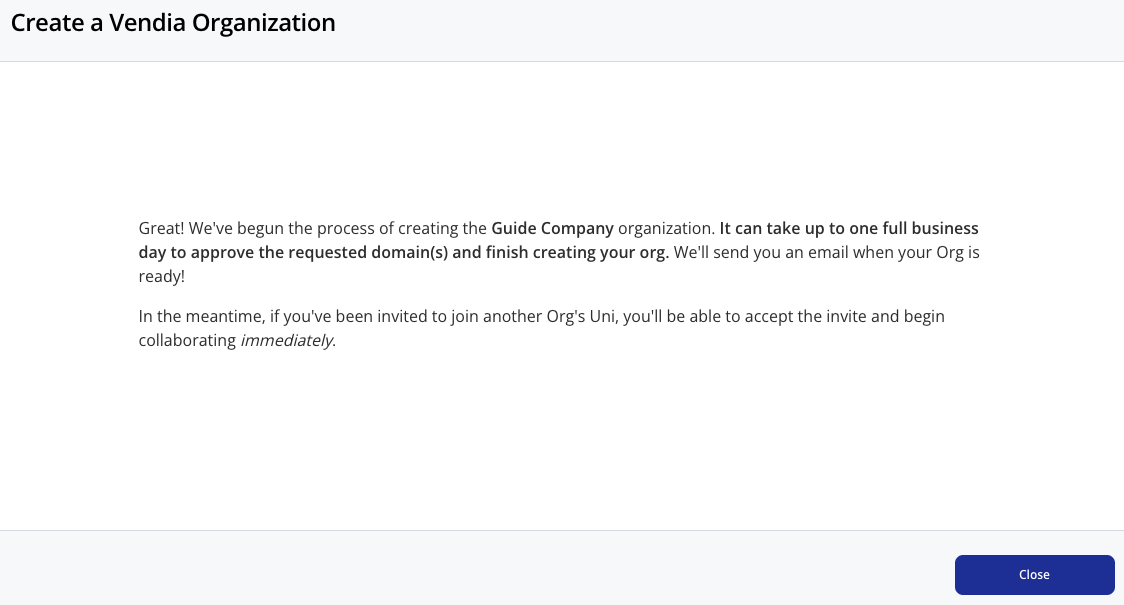 Create a Vendia Organization
Great! We've begun the process of creating the Guide Company organization. It can take up to one full business
day to approve the requested domain(s) and finish creating your org. We'll send you an email when your Org is
ready!
In the meantime, if you've been invited to join another Org's Uni, you'll be able to accept the invite and begin
collaborating immediately.
Close